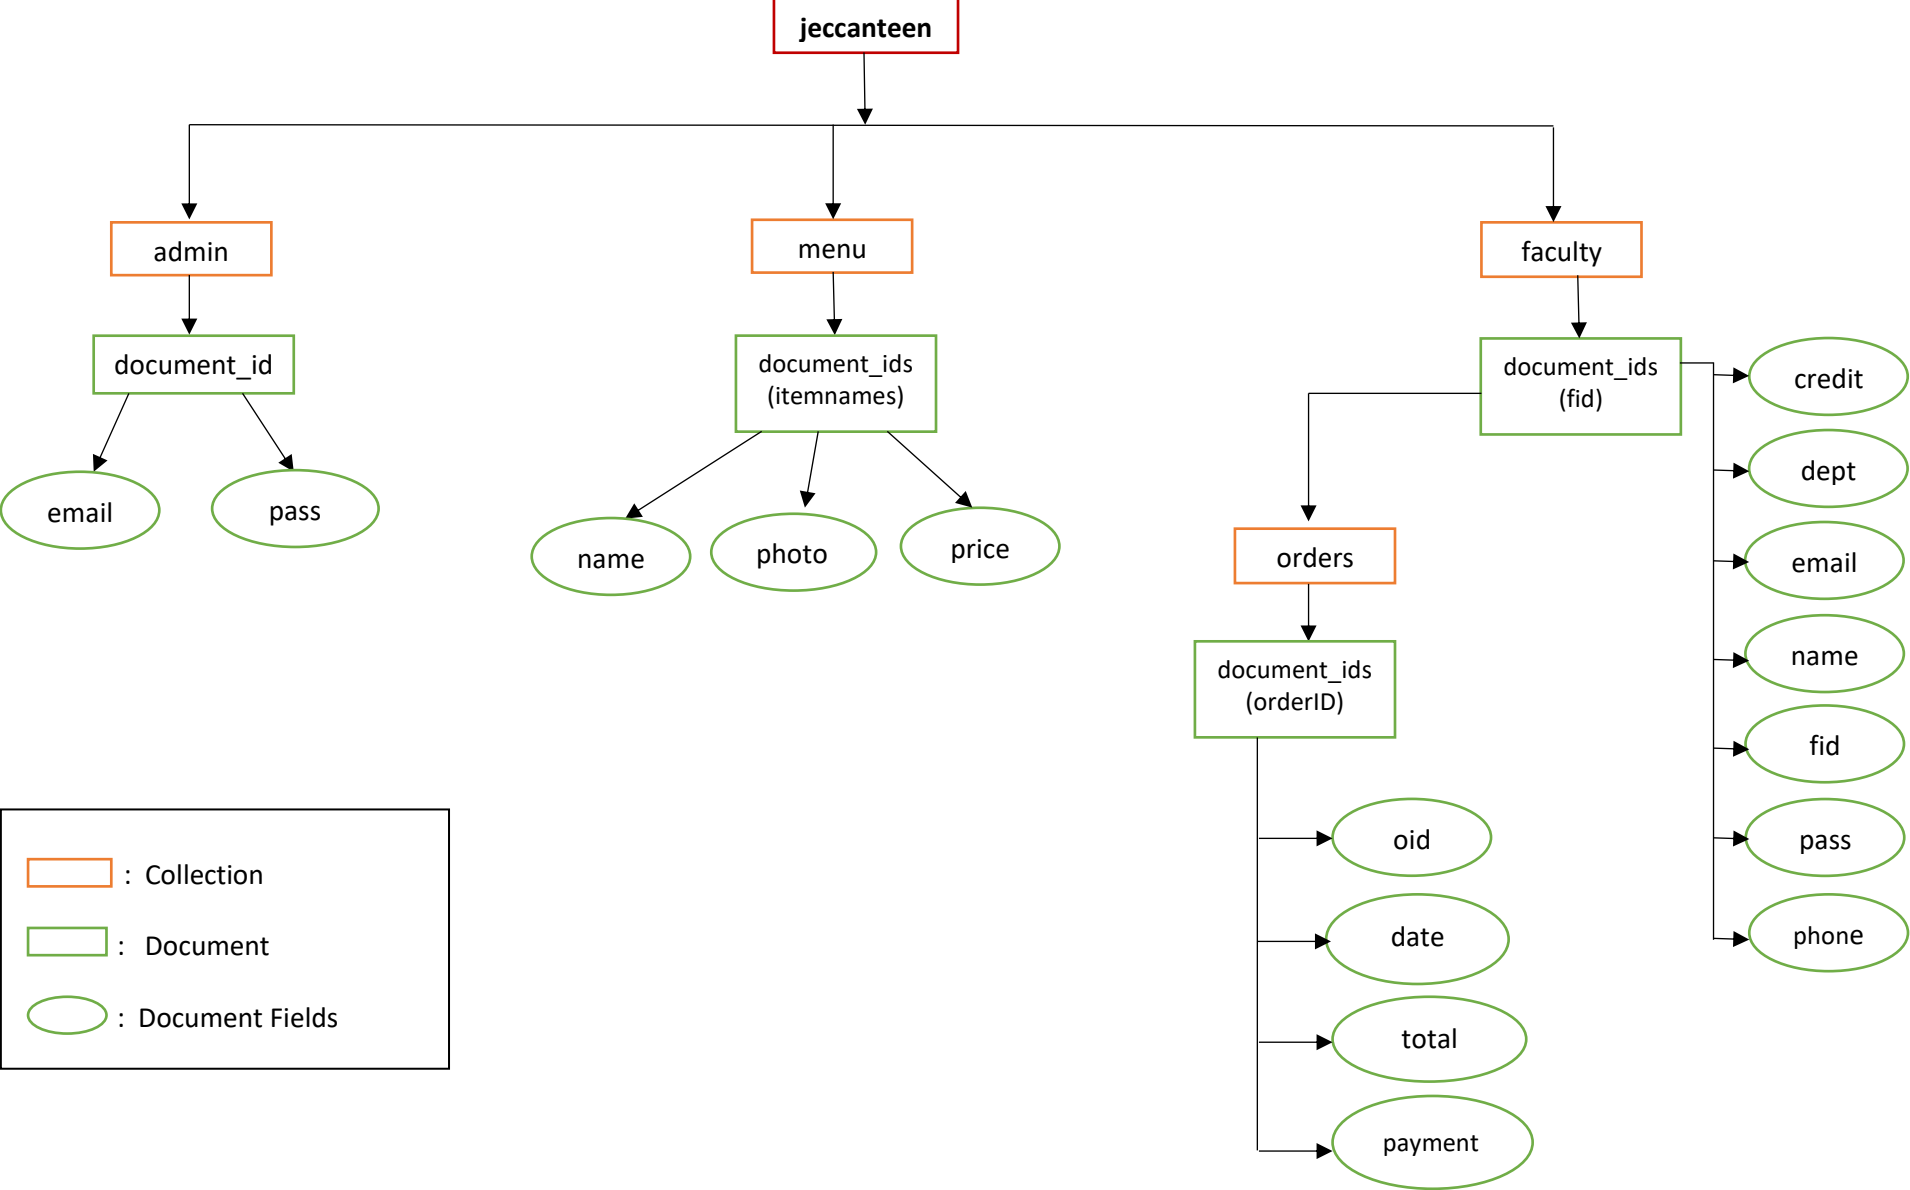 jeccanteen
admin
menu
faculty
document_id
document_ids
(itemnames)
document_ids
(fid)
email
pass
name
photo
price
orders
document_ids
(orderID)
oid
date
total
payment
credit
dept
email
name
fid
pass
phone
: Collection
: Document
: Document Fields